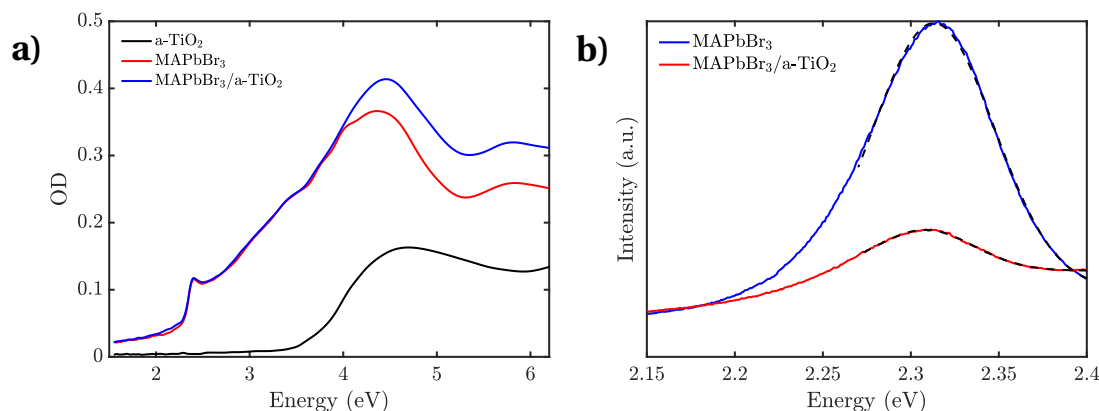 a)
0.5
0.4
0.3
0.2
0.1
0
OD
a-TiO₂
MAPbBr₃
MAPbBr₃/a-TiO₂
2
3
4
5
6
Energy (eV)
b)
Intensity (a.u.)
MAPbBr₃
MAPbBr₃/a-TiO₂
2.15
2.2
2.25
2.3
2.35
2.4
Energy (eV)